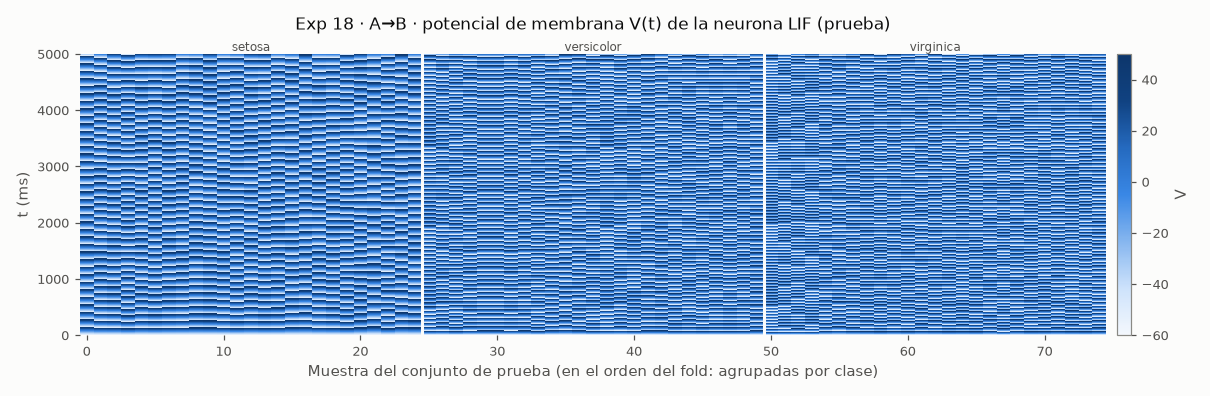 Exp 18 · A→B · potencial de membrana V(t) de la neurona LIF (prueba)
setosa versicolor virginica
5000
4000
3000
2000
1000
0
t (ms)
0 10 20 30 40 50 60 70
Muestra del conjunto de prueba (en el orden del fold: agrupadas por clase)
40
20
0
−20
−40
−60
V